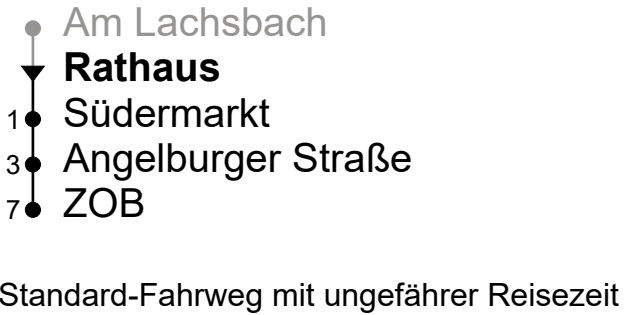 Am Lachsbach
Rathaus
1 Südermarkt
3 Angelburger Straße
7 ZOB
Standard-Fahrweg mit ungefährer Reisezeit